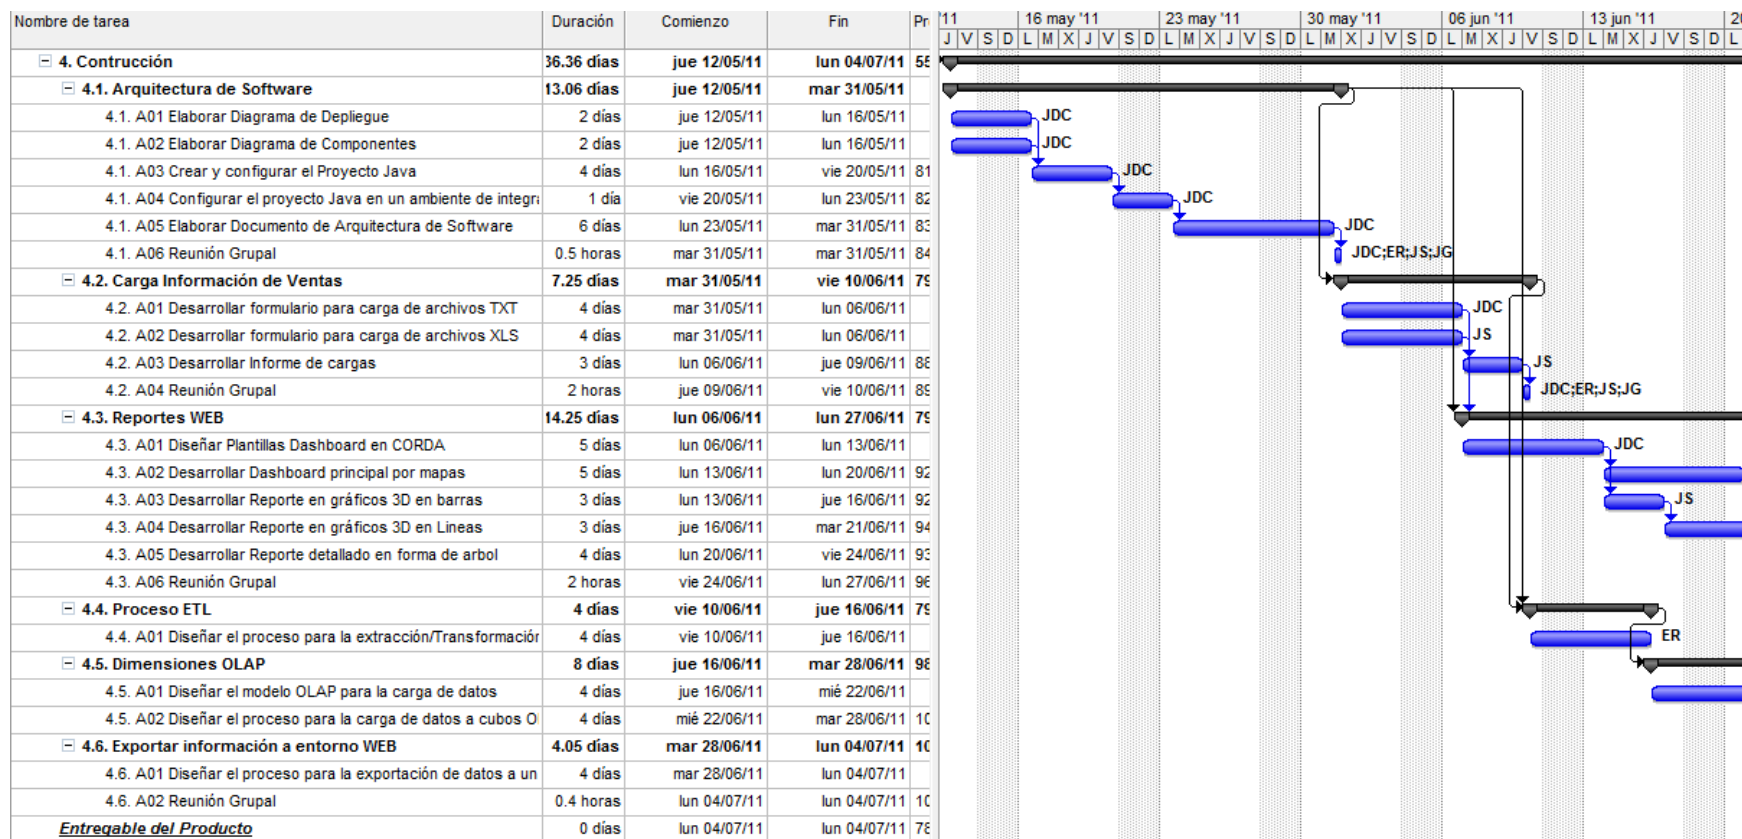 Nombre de tarea Duración Comienzo Fin Pr '11 16 may '11 23 may '11 30 may '11 06 jun '11 13 jun '11 20
J V S D L M X J V S D L M X J V S D L M X J V S D L M X J V S D L M X J V S D L
4. Contrucción 36.36 días jue 12/05/11 lun 04/07/11 55
4.1. Arquitectura de Software 13.06 días jue 12/05/11 mar 31/05/11
4.1. A01 Elaborar Diagrama de Depliegue 2 días jue 12/05/11 lun 16/05/11 JDC
4.1. A02 Elaborar Diagrama de Componentes 2 días jue 12/05/11 lun 16/05/11 JDC
4.1. A03 Crear y configurar el Proyecto Java 4 días lun 16/05/11 vie 20/05/11 81 JDC
4.1. A04 Configurar el proyecto Java en un ambiente de integra 1 día vie 20/05/11 lun 23/05/11 82 JDC
4.1. A05 Elaborar Documento de Arquitectura de Software 6 días lun 23/05/11 mar 31/05/11 83 JDC
4.1. A06 Reunión Grupal 0.5 horas mar 31/05/11 mar 31/05/11 84 JDC;ER;JS;JG
4.2. Carga Información de Ventas 7.25 días mar 31/05/11 vie 10/06/11 79
4.2. A01 Desarrollar formulario para carga de archivos TXT 4 días mar 31/05/11 lun 06/06/11 JDC
4.2. A02 Desarrollar formulario para carga de archivos XLS 4 días mar 31/05/11 lun 06/06/11 JS
4.2. A03 Desarrollar Informe de cargas 3 días lun 06/06/11 jue 09/06/11 88 JS
4.2. A04 Reunión Grupal 2 horas jue 09/06/11 vie 10/06/11 89 JDC;ER;JS;JG
4.3. Reportes WEB 14.25 días lun 06/06/11 lun 27/06/11 79
4.3. A01 Diseñar Plantillas Dashboard en CORDA 5 días lun 06/06/11 lun 13/06/11 JDC
4.3. A02 Desarrollar Dashboard principal por mapas 5 días lun 13/06/11 lun 20/06/11 92
4.3. A03 Desarrollar Reporte en gráficos 3D en barras 3 días lun 13/06/11 jue 16/06/11 92 JS
4.3. A04 Desarrollar Reporte en gráficos 3D en Lineas 3 días jue 16/06/11 mar 21/06/11 94
4.3. A05 Desarrollar Reporte detallado en forma de arbol 4 días lun 20/06/11 vie 24/06/11 93
4.3. A06 Reunión Grupal 2 horas vie 24/06/11 lun 27/06/11 96
4.4. Proceso ETL 4 días vie 10/06/11 jue 16/06/11 79
4.4. A01 Diseñar el proceso para la extracción/Transformación 4 días vie 10/06/11 jue 16/06/11 ER
4.5. Dimensiones OLAP 8 días jue 16/06/11 mar 28/06/11 98
4.5. A01 Diseñar el modelo OLAP para la carga de datos 4 días jue 16/06/11 mié 22/06/11
4.5. A02 Diseñar el proceso para la carga de datos a cubos O 4 días mié 22/06/11 mar 28/06/11 10
4.6. Exportar información a entorno WEB 4.05 días mar 28/06/11 lun 04/07/11 10
4.6. A01 Diseñar el proceso para la exportación de datos a un 4 días mar 28/06/11 lun 04/07/11
4.6. A02 Reunión Grupal 0.4 horas lun 04/07/11 lun 04/07/11 10
Entregable del Producto 0 días lun 04/07/11 lun 04/07/11 78